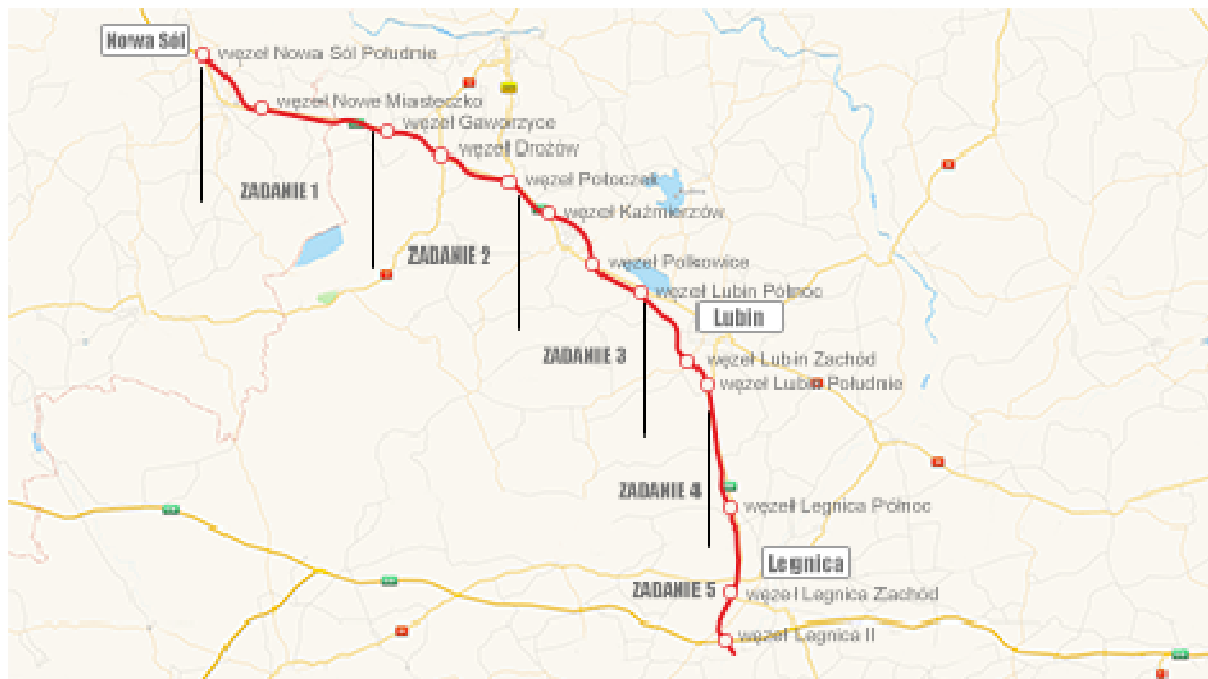 Nowa Sól
węzeł Nowa Sól Południe
węzeł Nowe Miasteczko
węzeł Gaworzyce
węzeł Drożów
węzeł Potoczek
ZADANIE 1
węzeł Kaźmierzów
ZADANIE 2
węzeł Polkowice
węzeł Lubin Północ
Lubin
ZADANIE 3
węzeł Lubin Zachód
węzeł Lubin Południe
ZADANIE 4
węzeł Legnica Północ
Legnica
ZADANIE 5
węzeł Legnica Zachód
węzeł Legnica II